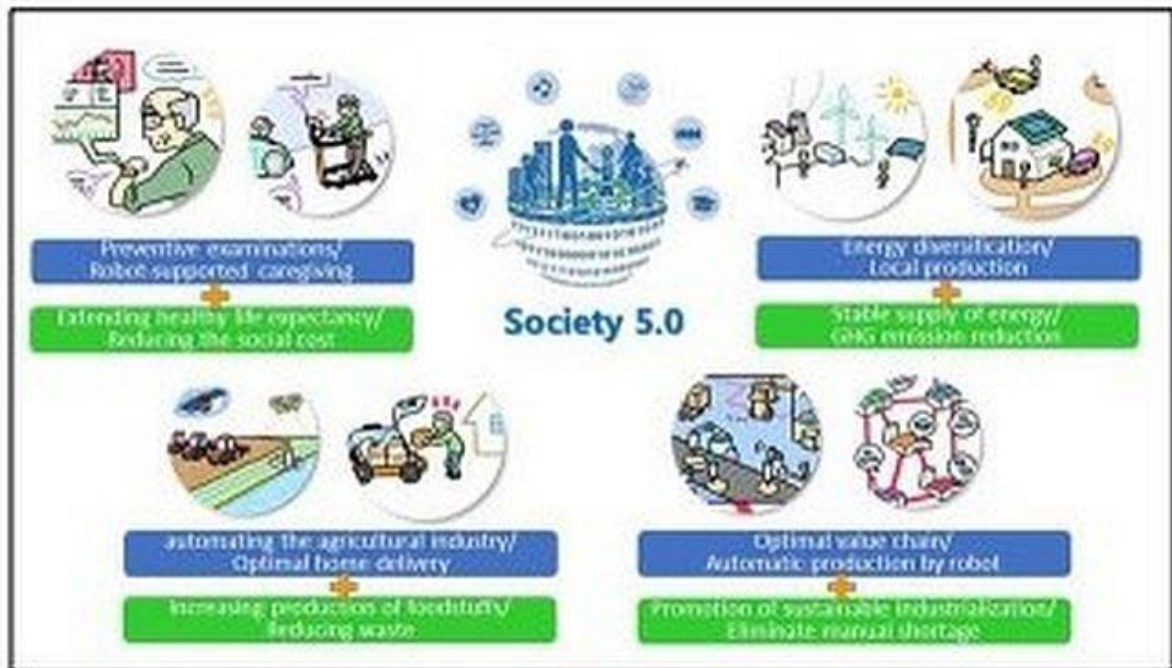 Preventive examinations/
Robot-supported caregiving
Extending healthy life expectancy/
Reducing the social cost
Society 5.0
Energy diversification/
Local production
Stable supply of energy/
GHG emission reduction
automating the agricultural industry/
Optimal home delivery
Increasing production of foodstuffs/
Reducing waste
Optimal value chain/
Automatic production by robot
Promotion of sustainable industrialization/
Eliminate manual shortage